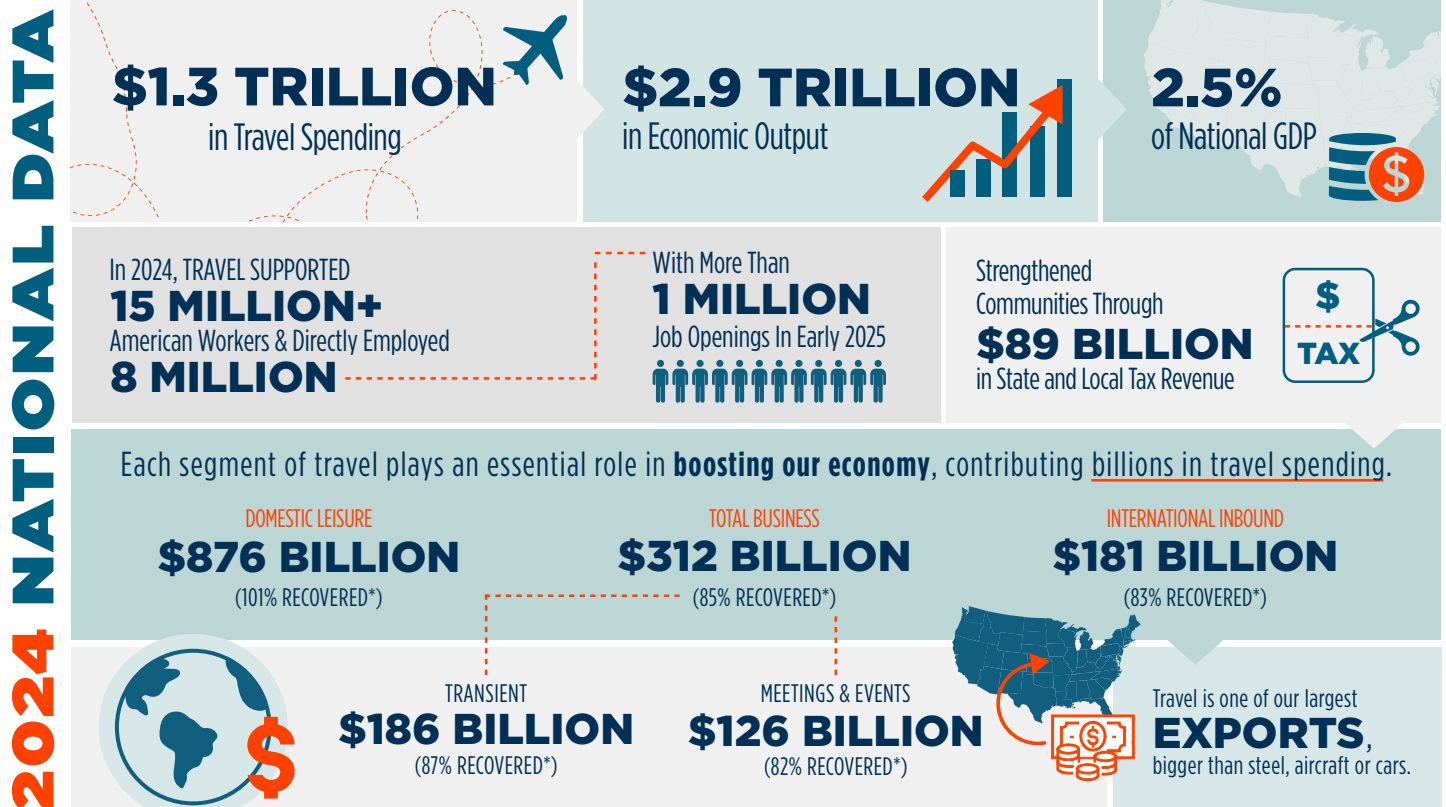 2024 NATIONAL DATA
$1.3 TRILLION
in Travel Spending
$2.9 TRILLION
in Economic Output
2.5%
of National GDP
$
In 2024, TRAVEL SUPPORTED
15 MILLION+
American Workers & Directly Employed
8 MILLION
With More Than
1 MILLION
Job Openings In Early 2025
Strengthened
Communities Through
$89 BILLION
in State and Local Tax Revenue
$
TAX
Each segment of travel plays an essential role in boosting our economy, contributing billions in travel spending.
DOMESTIC LEISURE
$876 BILLION
(101% RECOVERED*)
TOTAL BUSINESS
$312 BILLION
(85% RECOVERED*)
INTERNATIONAL INBOUND
$181 BILLION
(83% RECOVERED*)
$
TRANSIENT
$186 BILLION
(87% RECOVERED*)
MEETINGS & EVENTS
$126 BILLION
(82% RECOVERED*)
$
Travel is one of our largest
EXPORTS,
bigger than steel, aircraft or cars.